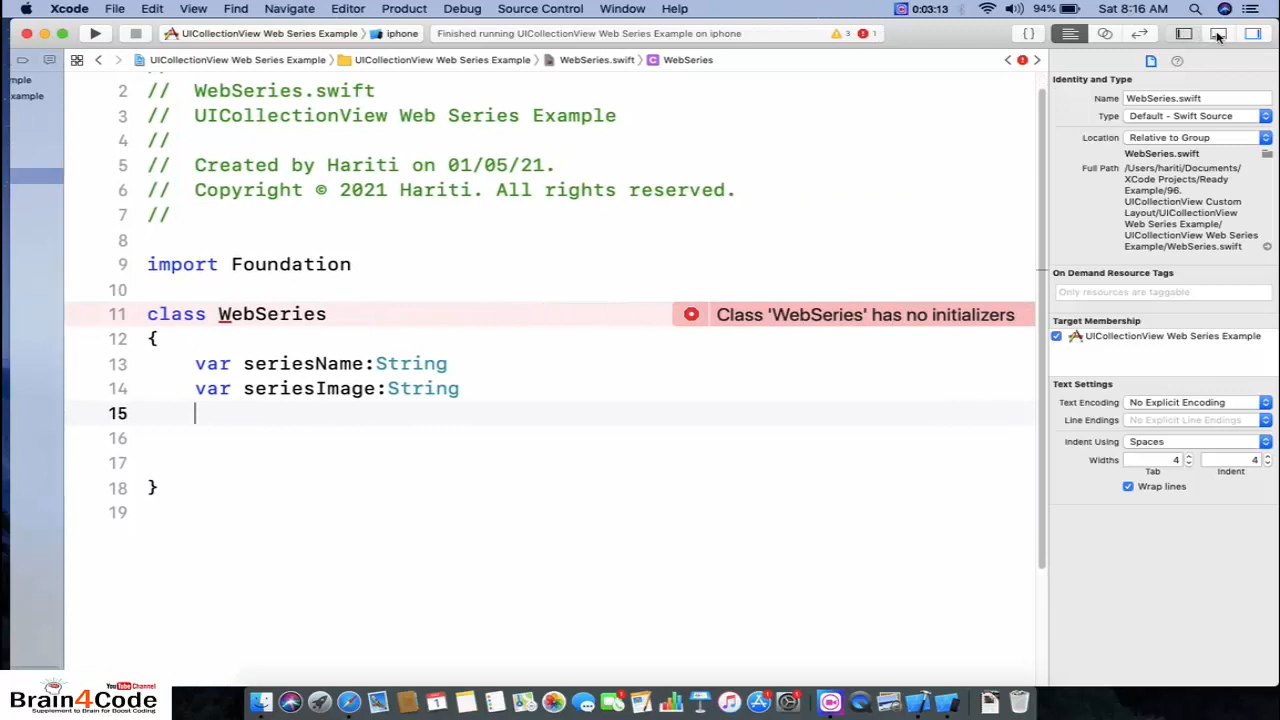 Xcode File Edit View Find Navigate Editor Product Debug Source Control Window Help 00:03:13 94% Sat 8:16 AM
UICollectionView Web Series Example iphone Finished running UICollectionView Web Series Example on iphone 3 1 { }
UICollectionView Web Series Example UICollectionView Web Series Example WebSeries.swift C WebSeries
mple
xample
2 // WebSeries.swift
3 // UICollectionView Web Series Example
4 //
5 // Created by Hariti on 01/05/21.
6 // Copyright © 2021 Hariti. All rights reserved.
7 //
8
9 import Foundation
10
11 class WebSeries Class 'WebSeries' has no initializers
12 {
13 var seriesName:String
14 var seriesImage:String
15
16
17
18 }
19
Identity and Type
Name WebSeries.swift
Type Default - Swift Source
Location Relative to Group
WebSeries.swift
Full Path /Users/hariti/Documents/
XCode Projects/Ready
Example/96.
UICollectionView Custom
Layout/UICollectionView
Web Series Example/
UICollectionView Web Series
Example/WebSeries.swift
On Demand Resource Tags
Only resources are taggable
Target Membership
UICollectionView Web Series Example
Text Settings
Text Encoding No Explicit Encoding
Line Endings No Explicit Line Endings
Indent Using Spaces
Widths 4 4
Tab Indent
Wrap lines
YouTube Channel
Brain4Code
Supplement to Brain for Boost Coding